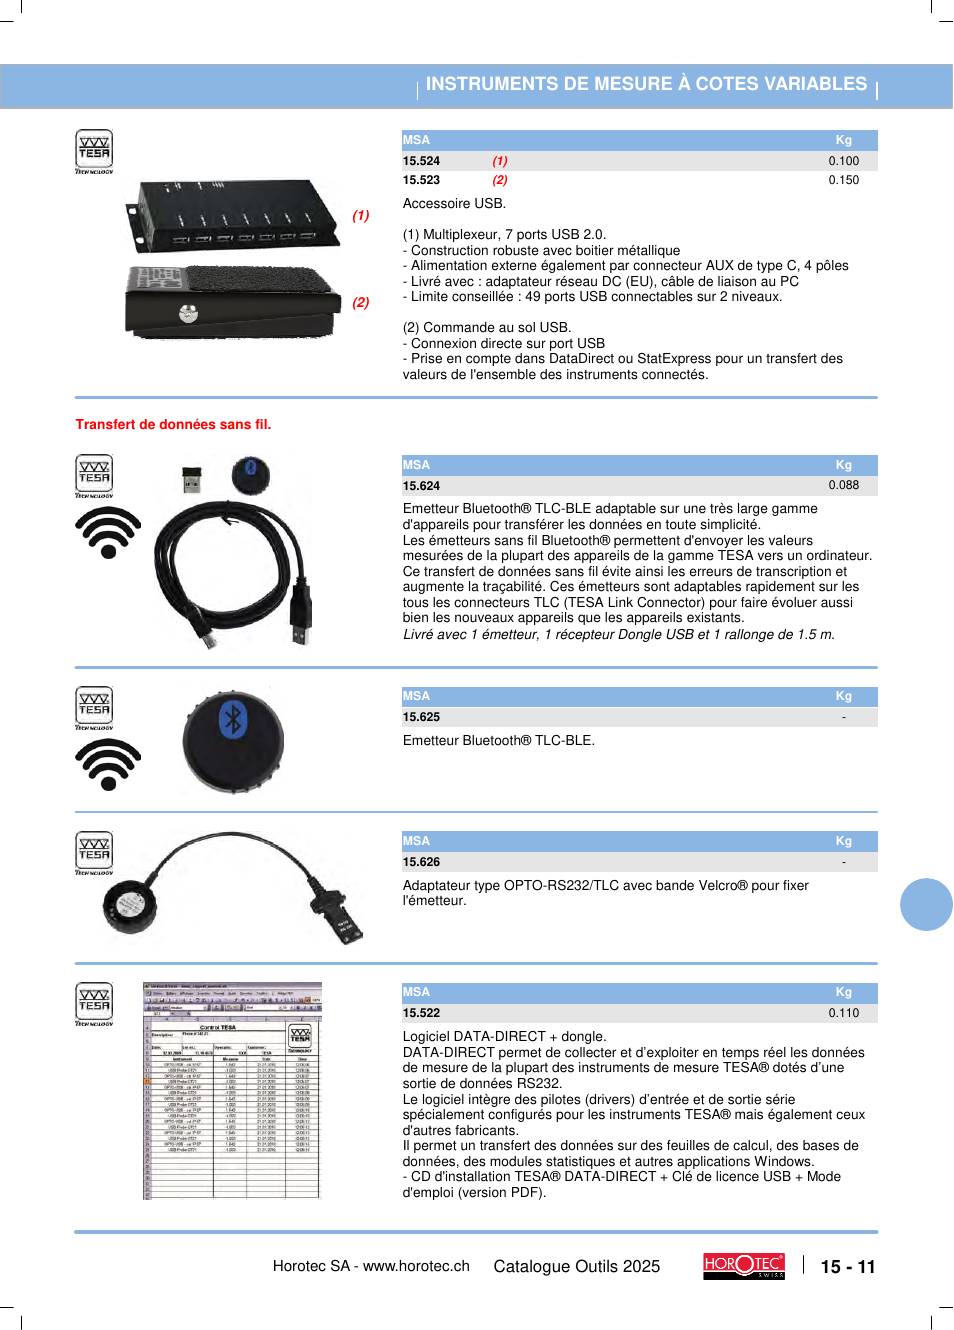 INSTRUMENTS DE MESURE À COTES VARIABLES
TESA
TECHNOLOGY
MSA Kg
15.524 (1) 0.100
15.523 (2) 0.150
(1)
(2)
Accessoire USB.
(1) Multiplexeur, 7 ports USB 2.0.
- Construction robuste avec boitier métallique
- Alimentation externe également par connecteur AUX de type C, 4 pôles
- Livré avec : adaptateur réseau DC (EU), câble de liaison au PC
- Limite conseillée : 49 ports USB connectables sur 2 niveaux.
(2) Commande au sol USB.
- Connexion directe sur port USB
- Prise en compte dans DataDirect ou StatExpress pour un transfert des
valeurs de l'ensemble des instruments connectés.
Transfert de données sans fil.
TESA
TECHNOLOGY
MSA Kg
15.624 0.088
Emetteur Bluetooth® TLC-BLE adaptable sur une très large gamme
d'appareils pour transférer les données en toute simplicité.
Les émetteurs sans fil Bluetooth® permettent d'envoyer les valeurs
mesurées de la plupart des appareils de la gamme TESA vers un ordinateur.
Ce transfert de données sans fil évite ainsi les erreurs de transcription et
augmente la traçabilité. Ces émetteurs sont adaptables rapidement sur les
tous les connecteurs TLC (TESA Link Connector) pour faire évoluer aussi
bien les nouveaux appareils que les appareils existants.
Livré avec 1 émetteur, 1 récepteur Dongle USB et 1 rallonge de 1.5 m.
TESA
TECHNOLOGY
MSA Kg
15.625 -
Emetteur Bluetooth® TLC-BLE.
TESA
TECHNOLOGY
MSA Kg
15.626 -
Adaptateur type OPTO-RS232/TLC avec bande Velcro® pour fixer
l'émetteur.
TESA
TECHNOLOGY
Control TESA
MSA Kg
15.522 0.110
Logiciel DATA-DIRECT + dongle.
DATA-DIRECT permet de collecter et d’exploiter en temps réel les données
de mesure de la plupart des instruments de mesure TESA® dotés d’une
sortie de données RS232.
Le logiciel intègre des pilotes (drivers) d’entrée et de sortie série
spécialement configurés pour les instruments TESA® mais également ceux
d'autres fabricants.
Il permet un transfert des données sur des feuilles de calcul, des bases de
données, des modules statistiques et autres applications Windows.
- CD d'installation TESA® DATA-DIRECT + Clé de licence USB + Mode
d'emploi (version PDF).
Horotec SA - www.horotec.ch Catalogue Outils 2025 HOROTEC SWISS 15 - 11